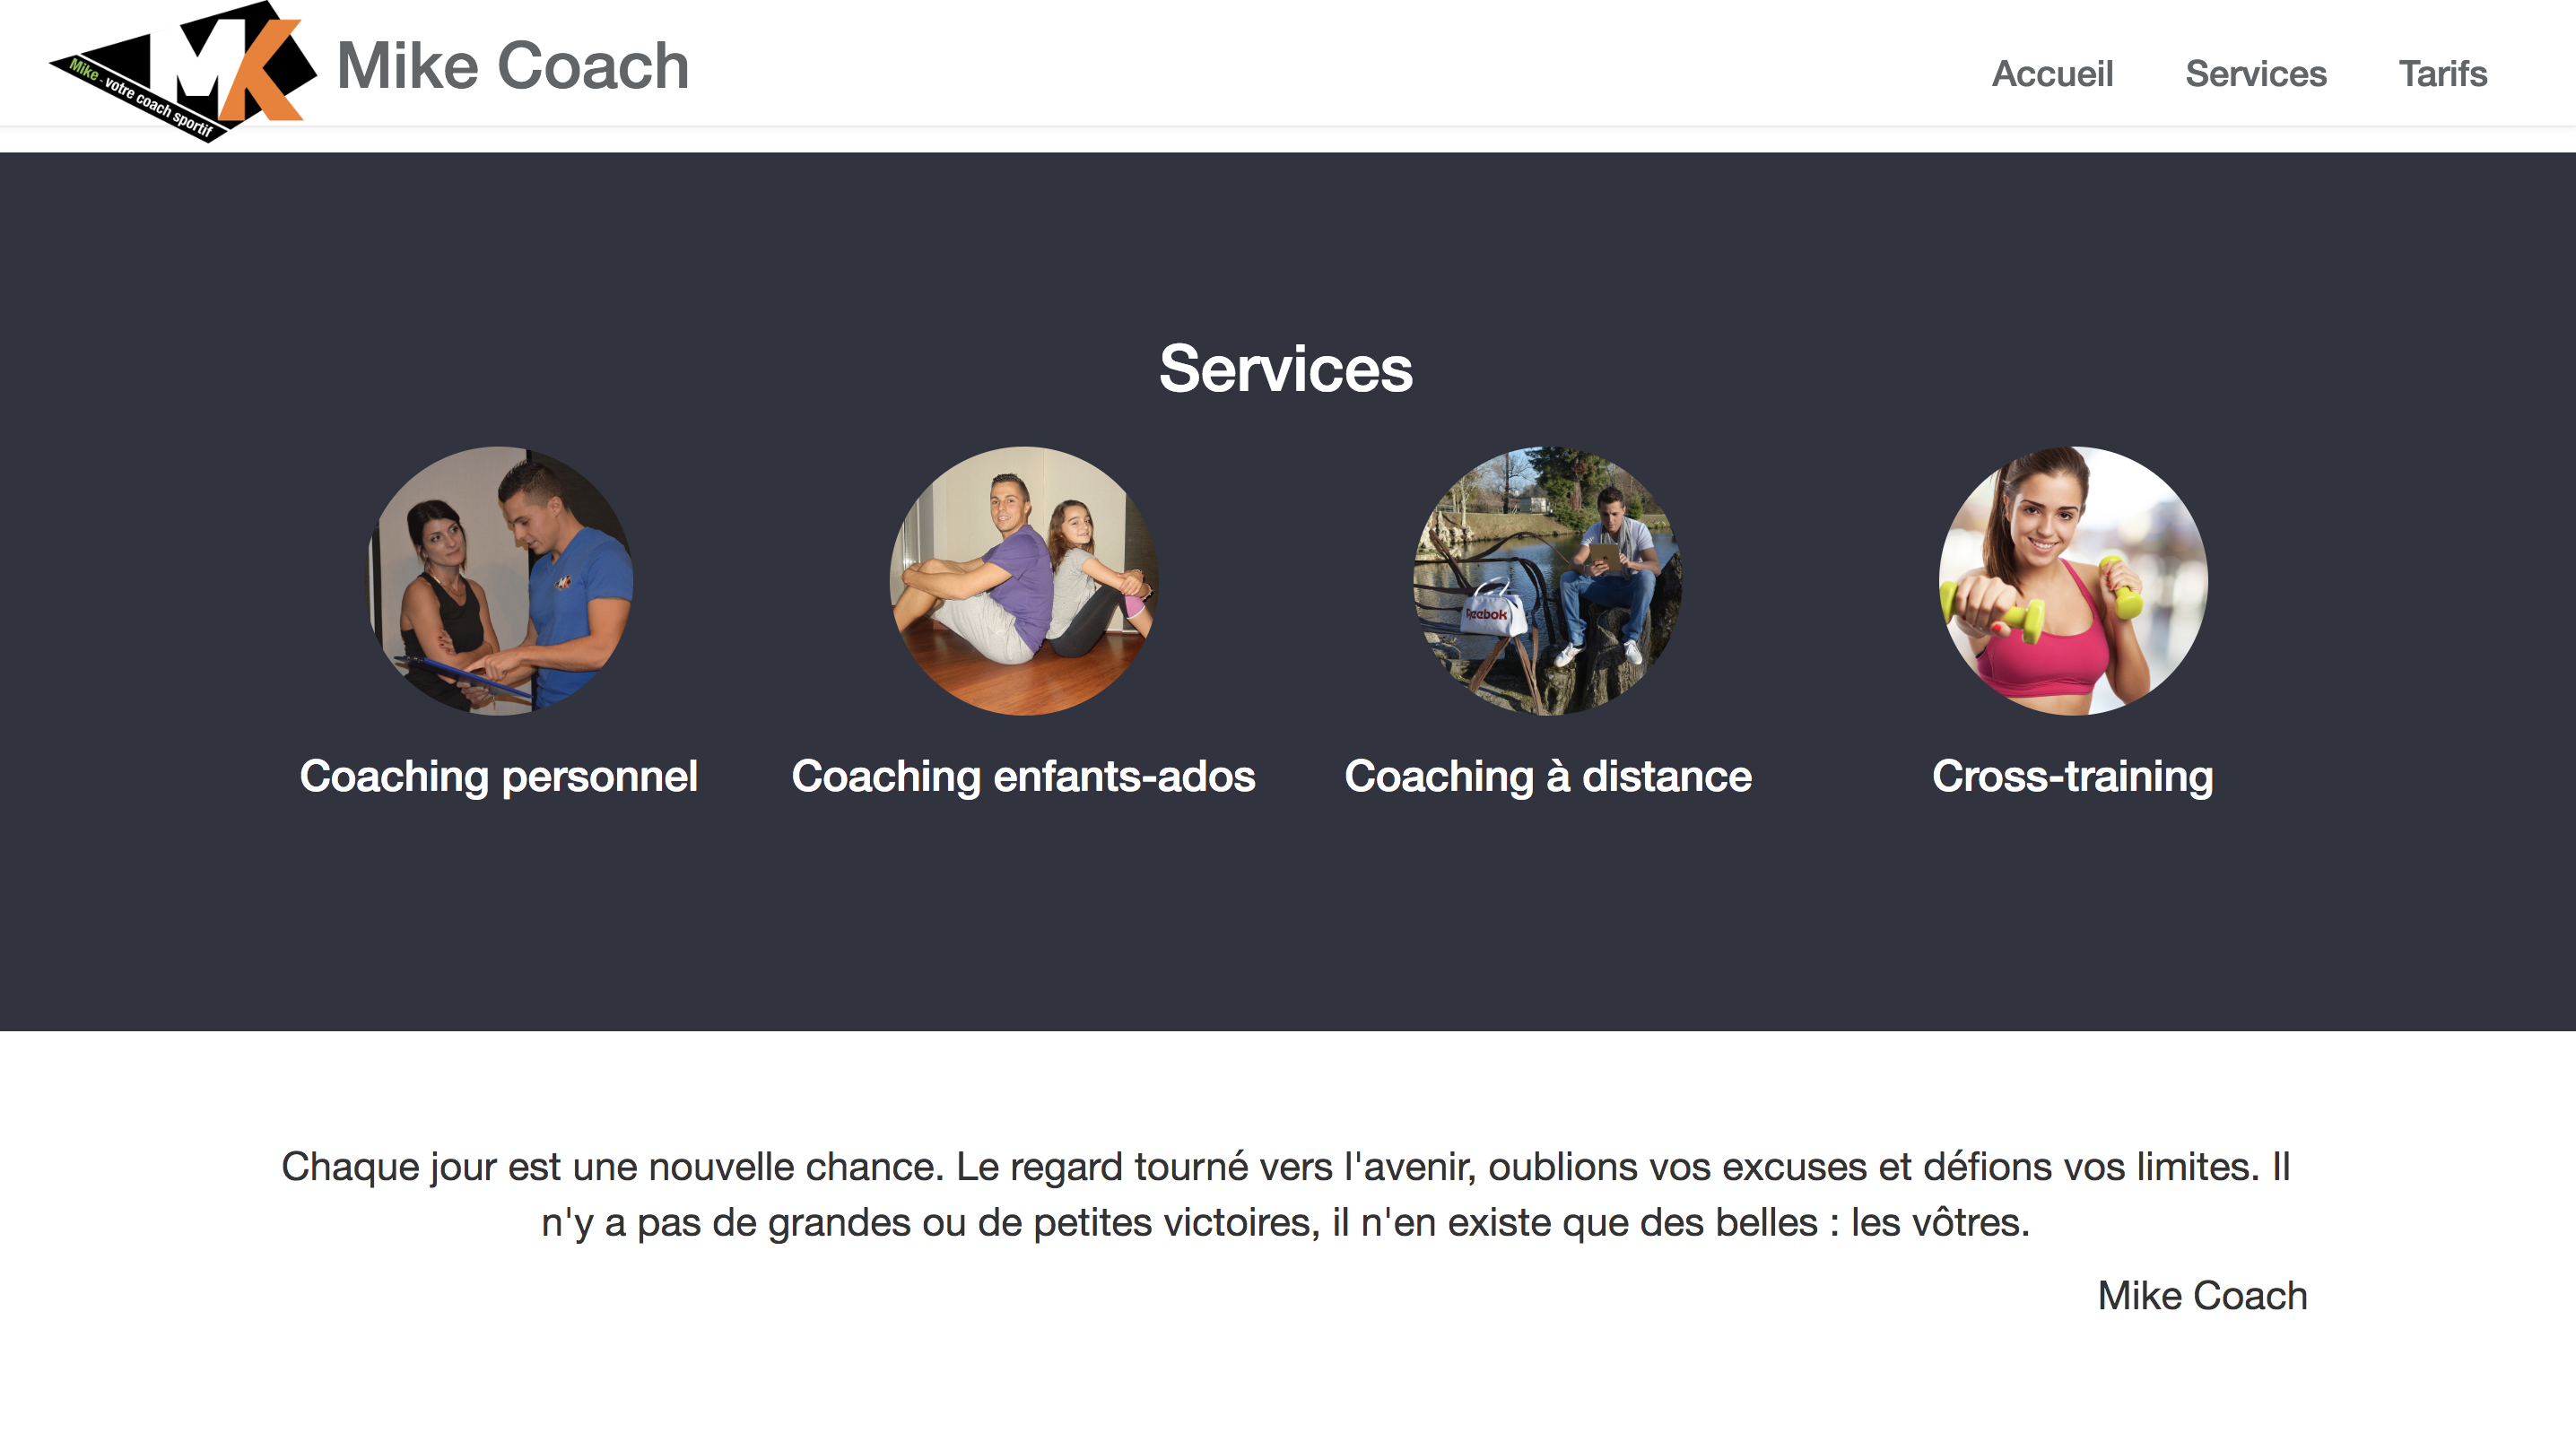 MK
Mike - votre coach sportif
Mike Coach
Accueil
Services
Tarifs
Services
MK
Reebok
Coaching personnel
Coaching enfants-ados
Coaching à distance
Cross-training
Chaque jour est une nouvelle chance. Le regard tourné vers l'avenir, oublions vos excuses et défions vos limites. Il
n'y a pas de grandes ou de petites victoires, il n'en existe que des belles : les vôtres.
Mike Coach